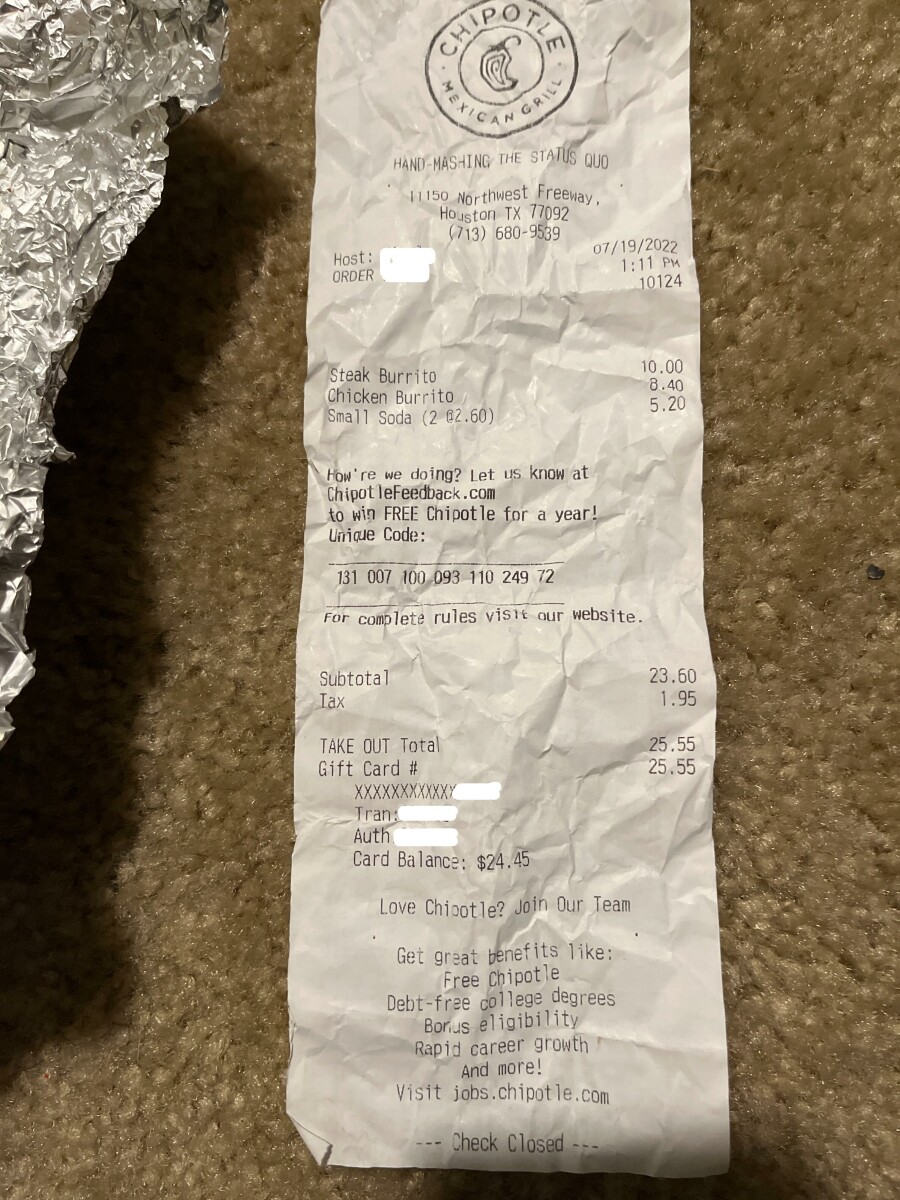 CHIPOTLE
MEXICAN GRILL
HAND-MASHING THE STATUS QUO
11150 Northwest Freeway,
Houston TX 77092
(713) 680-9539
Host: 07/19/2022
1:11 PM
ORDER 10124
Steak Burrito 10.00
Chicken Burrito 8.40
Small Soda (2 @2.60) 5.20
How're we doing? Let us know at
ChipotleFeedback.com
to win FREE Chipotle for a year!
Unique Code:
131 007 100 093 110 249 72
For complete rules visit our website.
Subtotal 23.60
Tax 1.95
TAKE OUT Total 25.55
Gift Card # 25.55
XXXXXXXXXXXX
Tran:
Auth
Card Balance: $24.45
Love Chipotle? Join Our Team
Get great benefits like:
Free Chipotle
Debt-free college degrees
Bonus eligibility
Rapid career growth
And more!
Visit jobs.chipotle.com
--- Check Closed ---